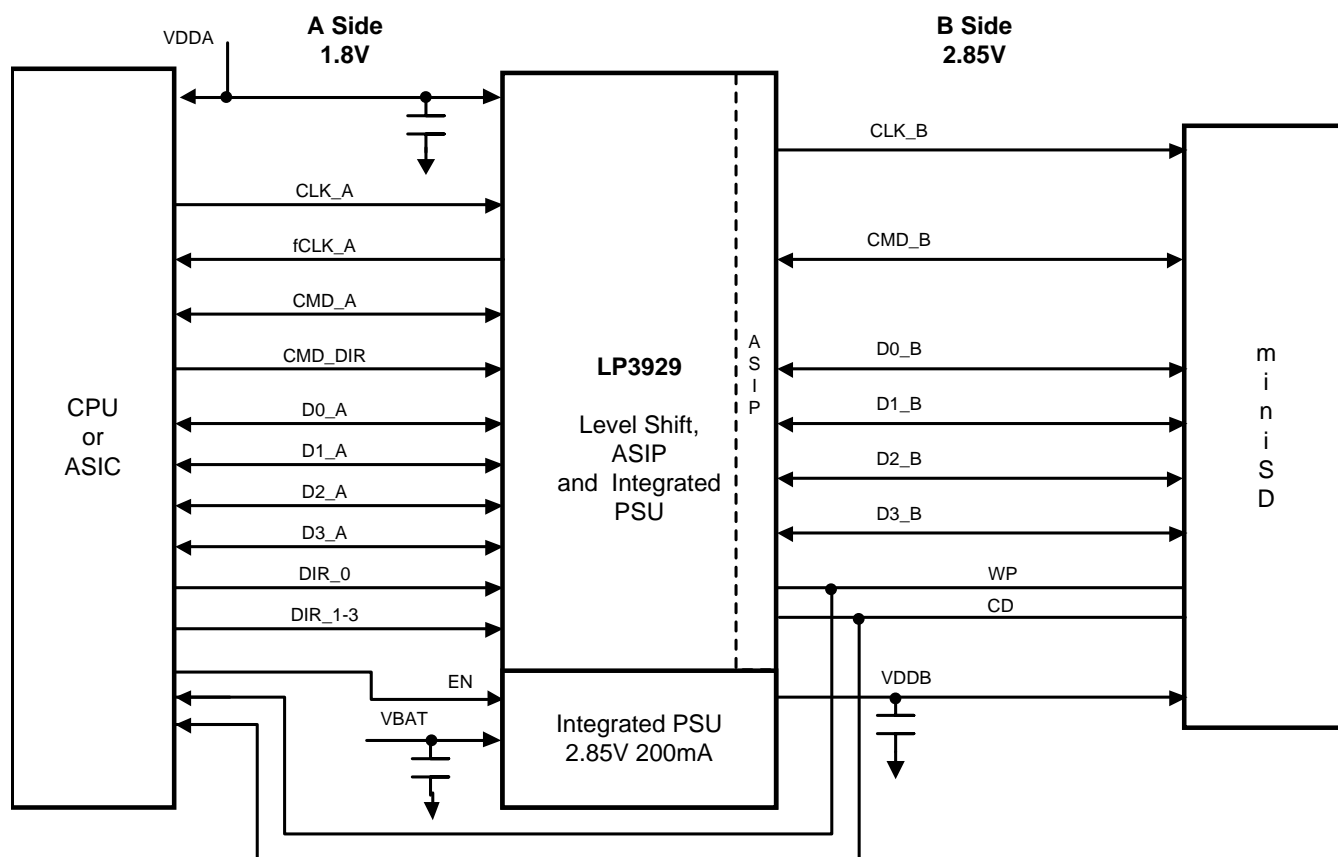 A Side
1.8V
B Side
2.85V
VDDA
CLK_A
fCLK_A
CMD_A
CMD_DIR
D0_A
D1_A
D2_A
D3_A
DIR_0
DIR_1-3
EN
VBAT
CPU
or
ASIC
LP3929
Level Shift,
ASIP
and Integrated
PSU
ASIP
Integrated PSU
2.85V 200mA
CLK_B
CMD_B
D0_B
D1_B
D2_B
D3_B
WP
CD
VDDB
miniSD